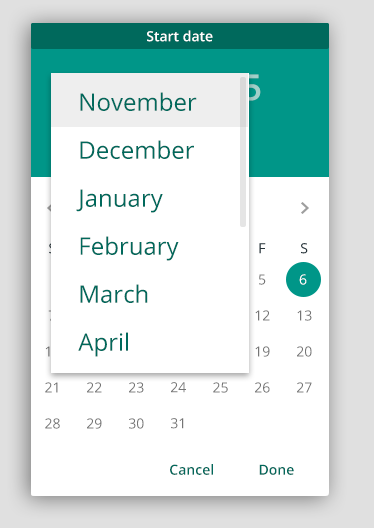 Start date
November
December
January
February
March
April
F S
5 6
12 13
19 20
21 22 23 24 25 26 27
28 29 30 31
Cancel Done